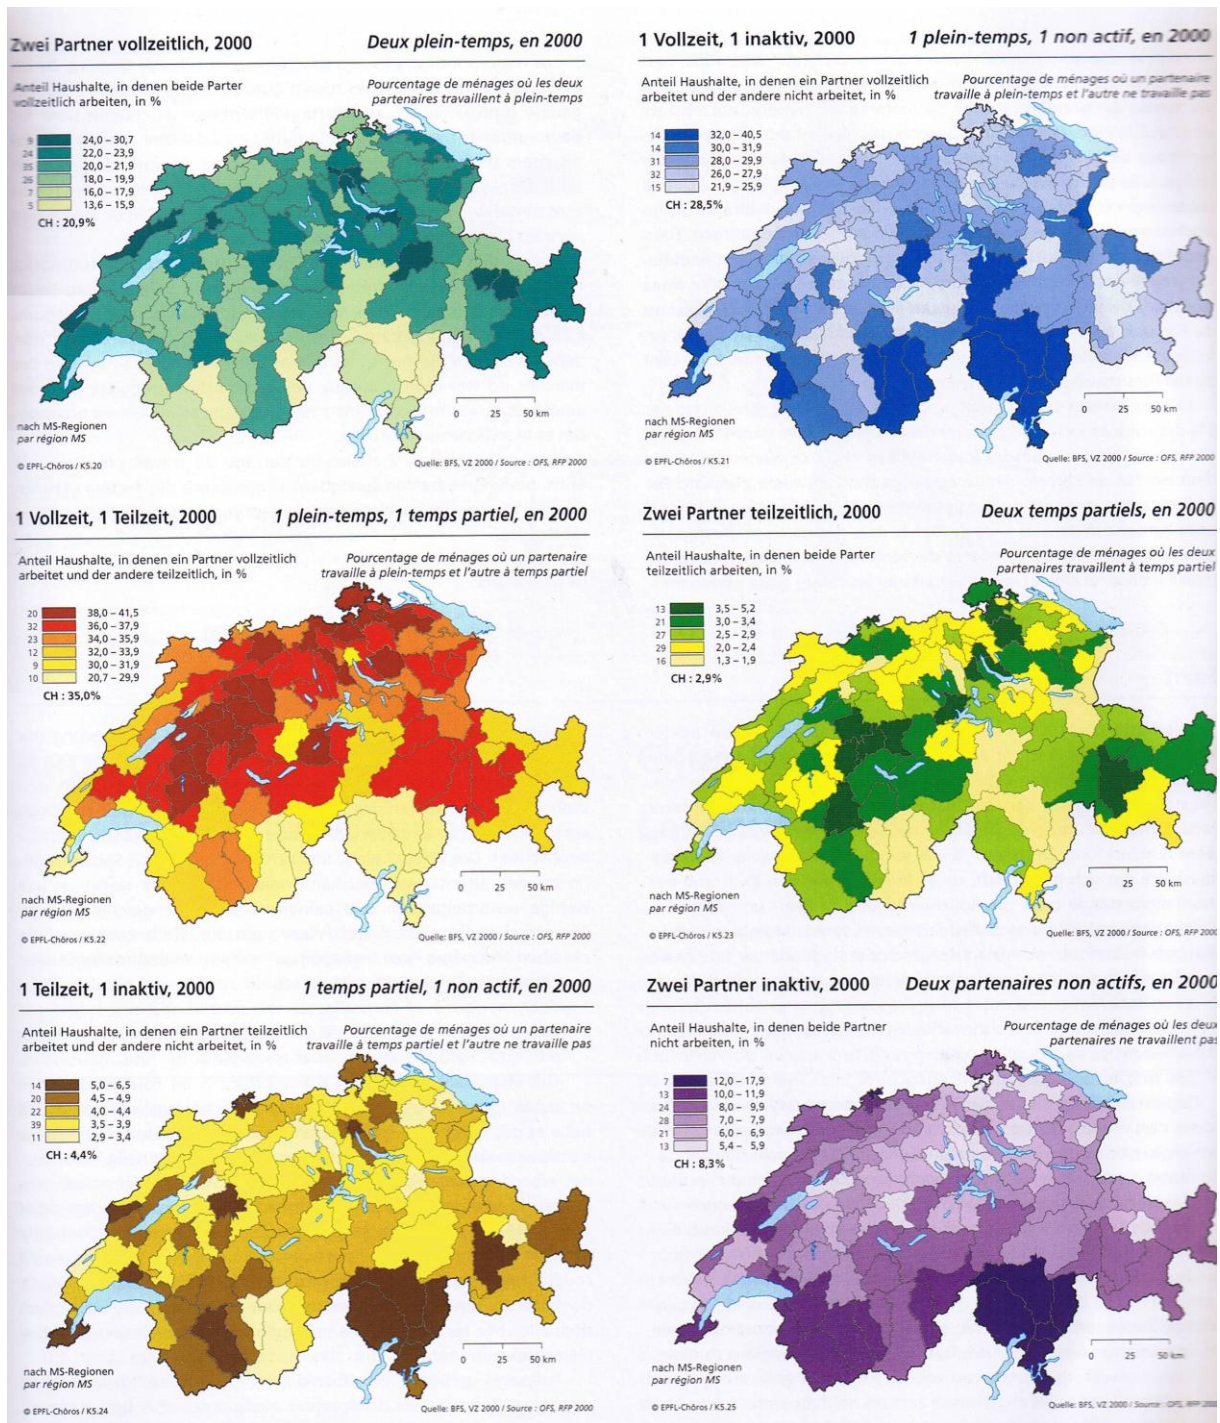 Zwei Partner vollzeitlich, 2000
Deux plein-temps, en 2000
Anteil Haushalte, in denen beide Parter
vollzeitlich arbeiten, in %
Pourcentage de ménages où les deux
partenaires travaillent à plein-temps
9 24,0 – 30,7
24 22,0 – 23,9
35 20,0 – 21,9
26 18,0 – 19,9
7 16,0 – 17,9
5 13,6 – 15,9
CH : 20,9%
0 25 50 km
nach MS-Regionen
par région MS
© EPFL-Chôros / K5.20
Quelle: BFS, VZ 2000 / Source : OFS, RFP 2000
1 Vollzeit, 1 inaktiv, 2000
1 plein-temps, 1 non actif, en 2000
Anteil Haushalte, in denen ein Partner vollzeitlich
arbeitet und der andere nicht arbeitet, in %
Pourcentage de ménages où un partenaire
travaille à plein-temps et l'autre ne travaille pas
14 32,0 – 40,5
14 30,0 – 31,9
31 28,0 – 29,9
32 26,0 – 27,9
15 21,9 – 25,9
CH : 28,5%
0 25 50 km
nach MS-Regionen
par région MS
© EPFL-Chôros / K5.21
Quelle: BFS, VZ 2000 / Source : OFS, RFP 2000
1 Vollzeit, 1 Teilzeit, 2000
1 plein-temps, 1 temps partiel, en 2000
Anteil Haushalte, in denen ein Partner vollzeitlich
arbeitet und der andere teilzeitlich, in %
Pourcentage de ménages où un partenaire
travaille à plein-temps et l'autre à temps partiel
20 38,0 – 41,5
32 36,0 – 37,9
23 34,0 – 35,9
12 32,0 – 33,9
9 30,0 – 31,9
10 20,7 – 29,9
CH : 35,0%
0 25 50 km
nach MS-Regionen
par région MS
© EPFL-Chôros / K5.22
Quelle: BFS, VZ 2000 / Source : OFS, RFP 2000
Zwei Partner teilzeitlich, 2000
Deux temps partiels, en 2000
Anteil Haushalte, in denen beide Parter
teilzeitlich arbeiten, in %
Pourcentage de ménages où les deux
partenaires travaillent à temps partiel
13 3,5 – 5,2
21 3,0 – 3,4
27 2,5 – 2,9
29 2,0 – 2,4
16 1,3 – 1,9
CH : 2,9%
0 25 50 km
nach MS-Regionen
par région MS
© EPFL-Chôros / K5.23
Quelle: BFS, VZ 2000 / Source : OFS, RFP 2000
1 Teilzeit, 1 inaktiv, 2000
1 temps partiel, 1 non actif, en 2000
Anteil Haushalte, in denen ein Partner teilzeitlich
arbeitet und der andere nicht arbeitet, in %
Pourcentage de ménages où un partenaire
travaille à temps partiel et l'autre ne travaille pas
14 5,0 – 6,5
20 4,5 – 4,9
22 4,0 – 4,4
39 3,5 – 3,9
11 2,9 – 3,4
CH : 4,4%
0 25 50 km
nach MS-Regionen
par région MS
© EPFL-Chôros / K5.24
Quelle: BFS, VZ 2000 / Source : OFS, RFP 2000
Zwei Partner inaktiv, 2000
Deux partenaires non actifs, en 2000
Anteil Haushalte, in denen beide Partner
nicht arbeiten, in %
Pourcentage de ménages où les deux
partenaires ne travaillent pas
7 12,0 – 17,9
13 10,0 – 11,9
24 8,0 – 9,9
28 7,0 – 7,9
21 6,0 – 6,9
13 5,4 – 5,9
CH : 8,3%
0 25 50 km
nach MS-Regionen
par région MS
© EPFL-Chôros / K5.25
Quelle: BFS, VZ 2000 / Source : OFS, RFP 2000